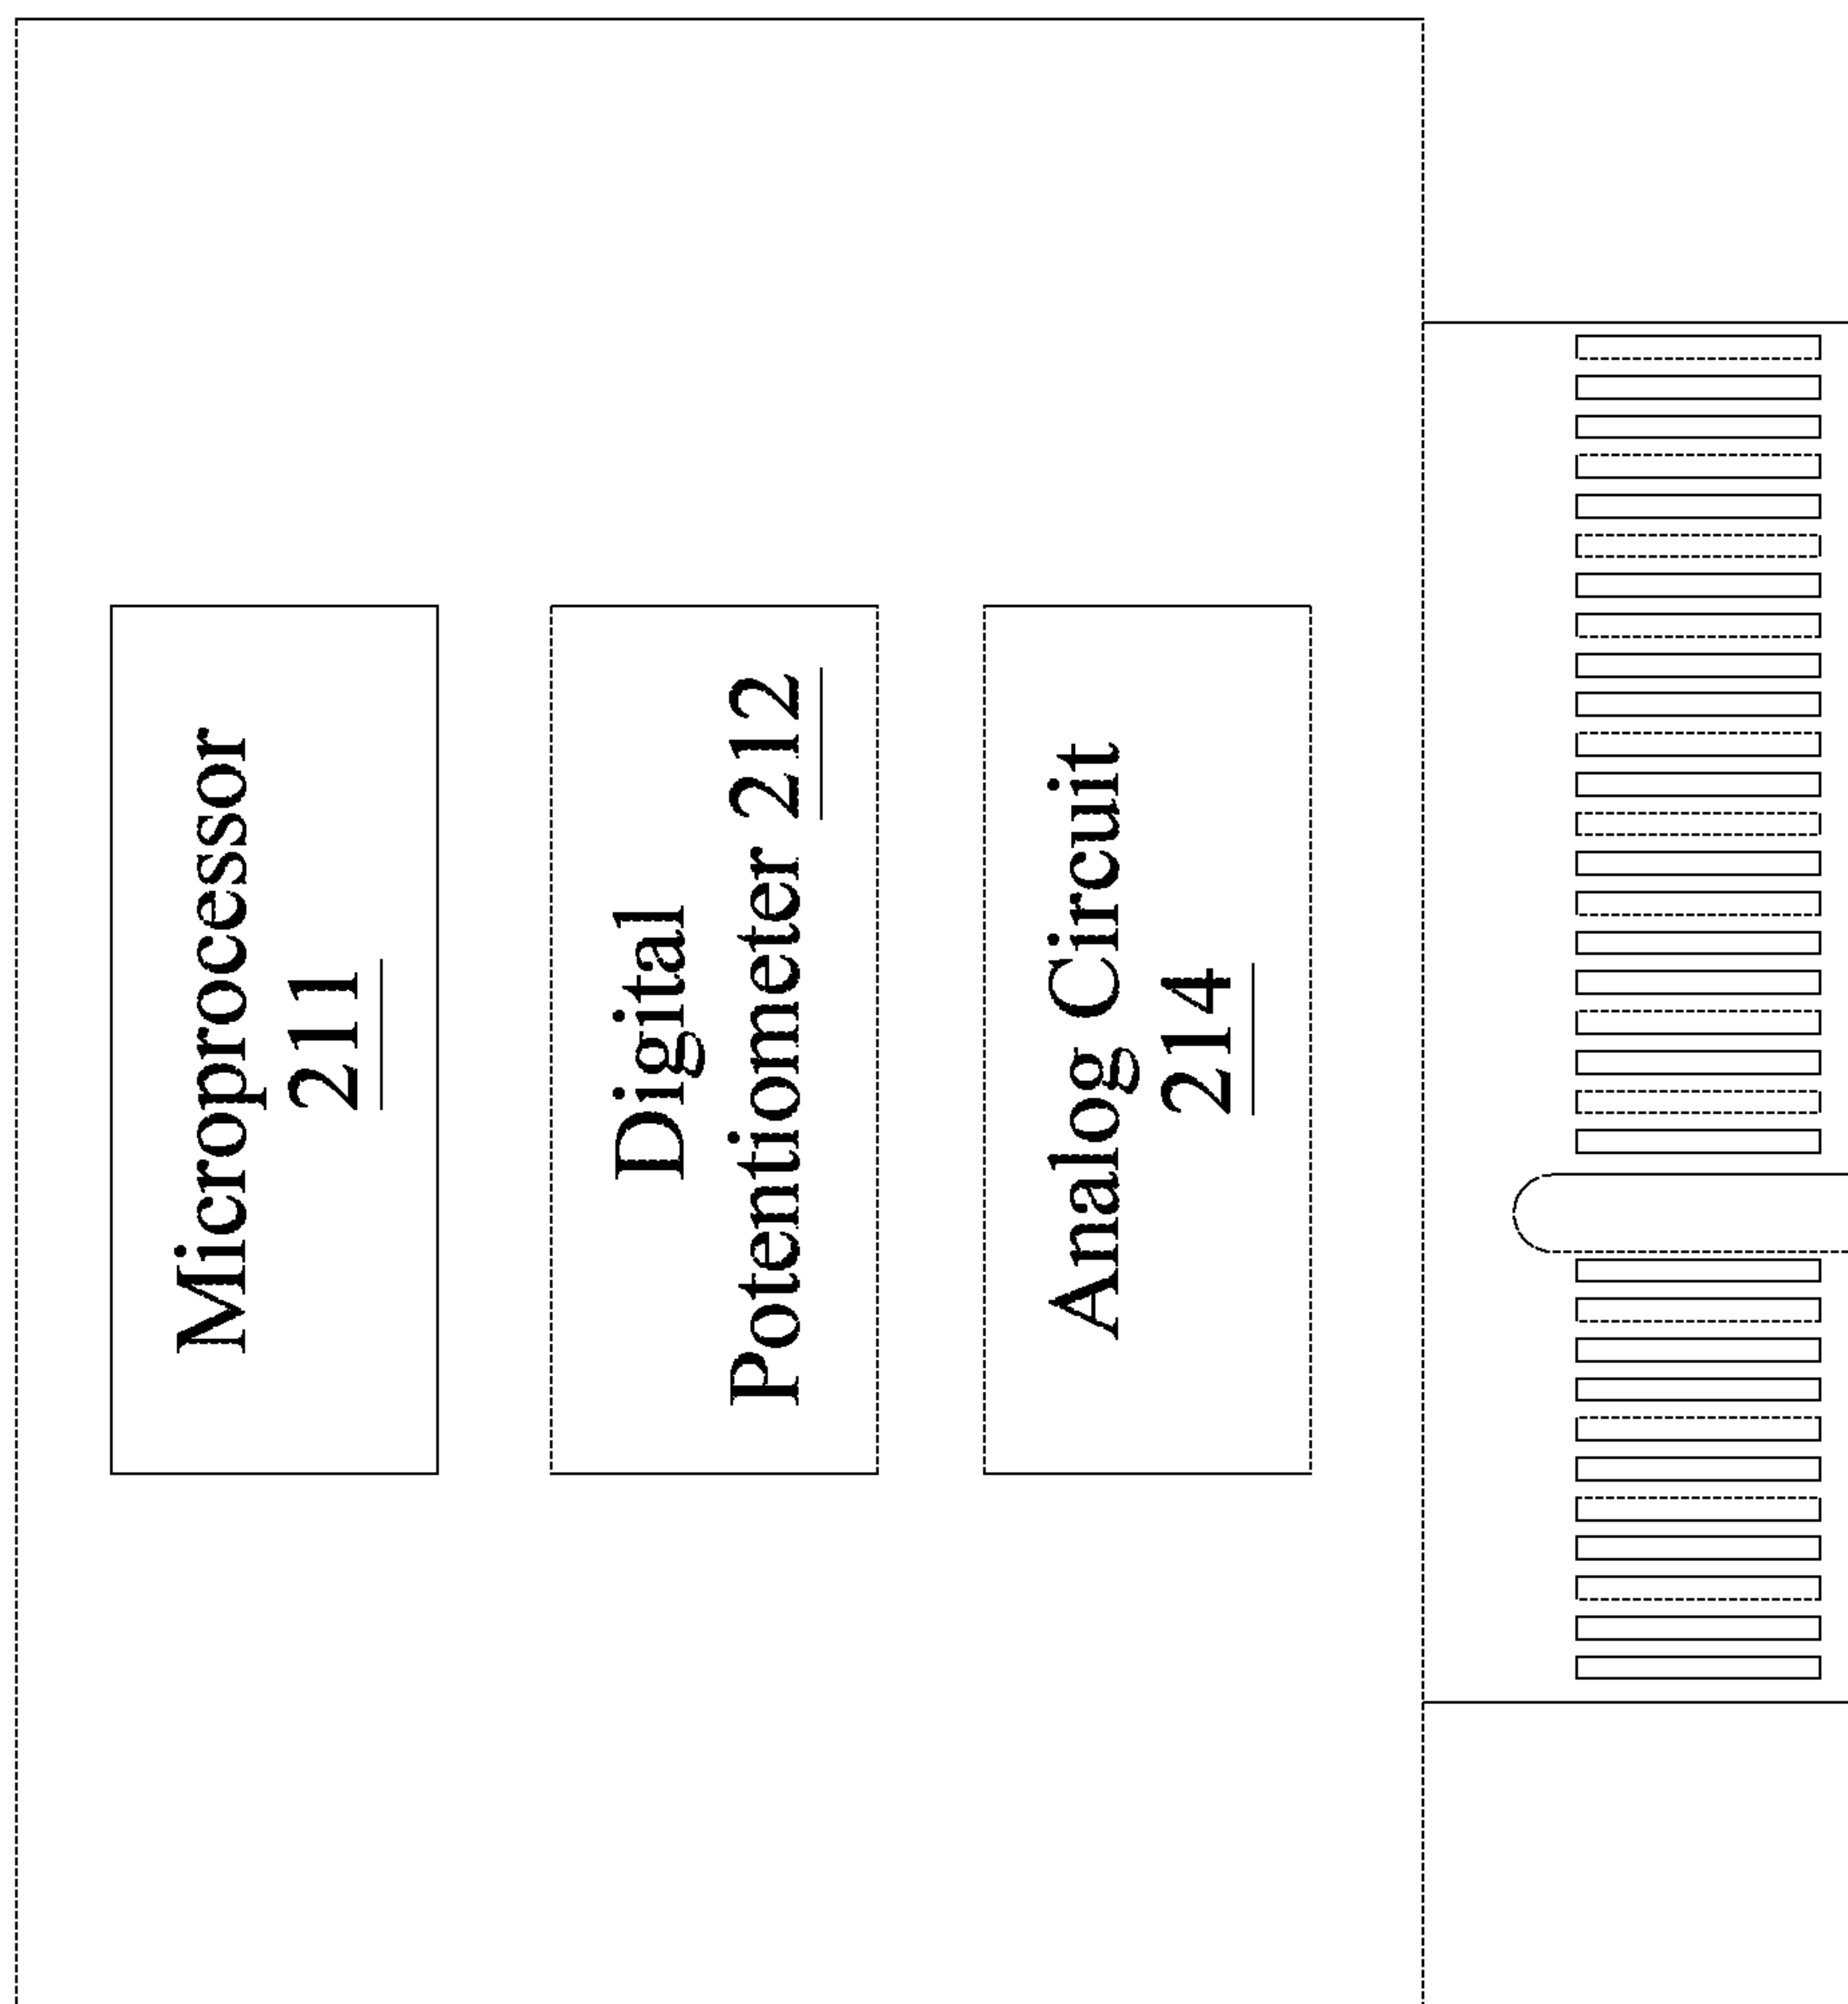 Microprocessor
211
Digital
Potentiometer 212
Analog Circuit
214